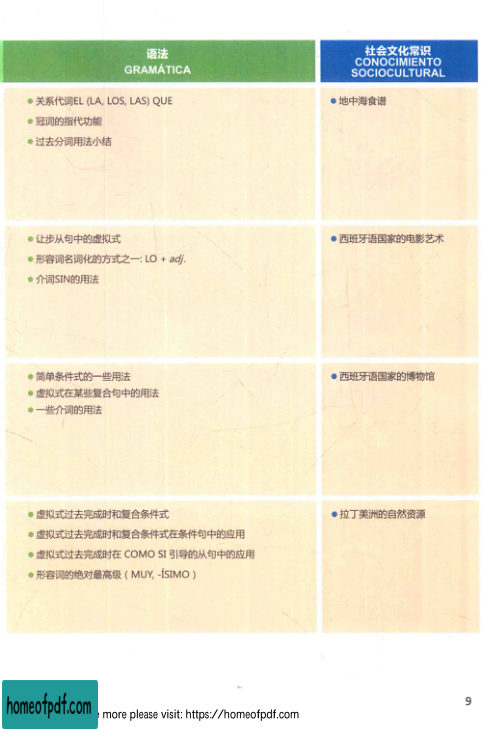 语法
GRAMÁTICA
社会文化常识
CONOCIMIENTO
SOCIOCULTURAL
● 关系代词EL (LA, LOS, LAS) QUE
● 冠词的指代功能
● 过去分词用法小结
● 地中海食谱
● 让步从句中的虚拟式
● 形容词名词化的方式之一: LO + adj.
● 介词SIN的用法
● 西班牙语国家的电影艺术
● 简单条件式的一些用法
● 虚拟式在某些复合句中的用法
● 一些介词的用法
● 西班牙语国家的博物馆
● 虚拟式过去完成时和复合条件式
● 虚拟式过去完成时和复合条件式在条件句中的应用
● 虚拟式过去完成时在 COMO SI 引导的从句中的应用
● 形容词的绝对最高级（MUY, -ÍSIMO）
● 拉丁美洲的自然资源
9
homeofpdf.com
more please visit: https://homeofpdf.com